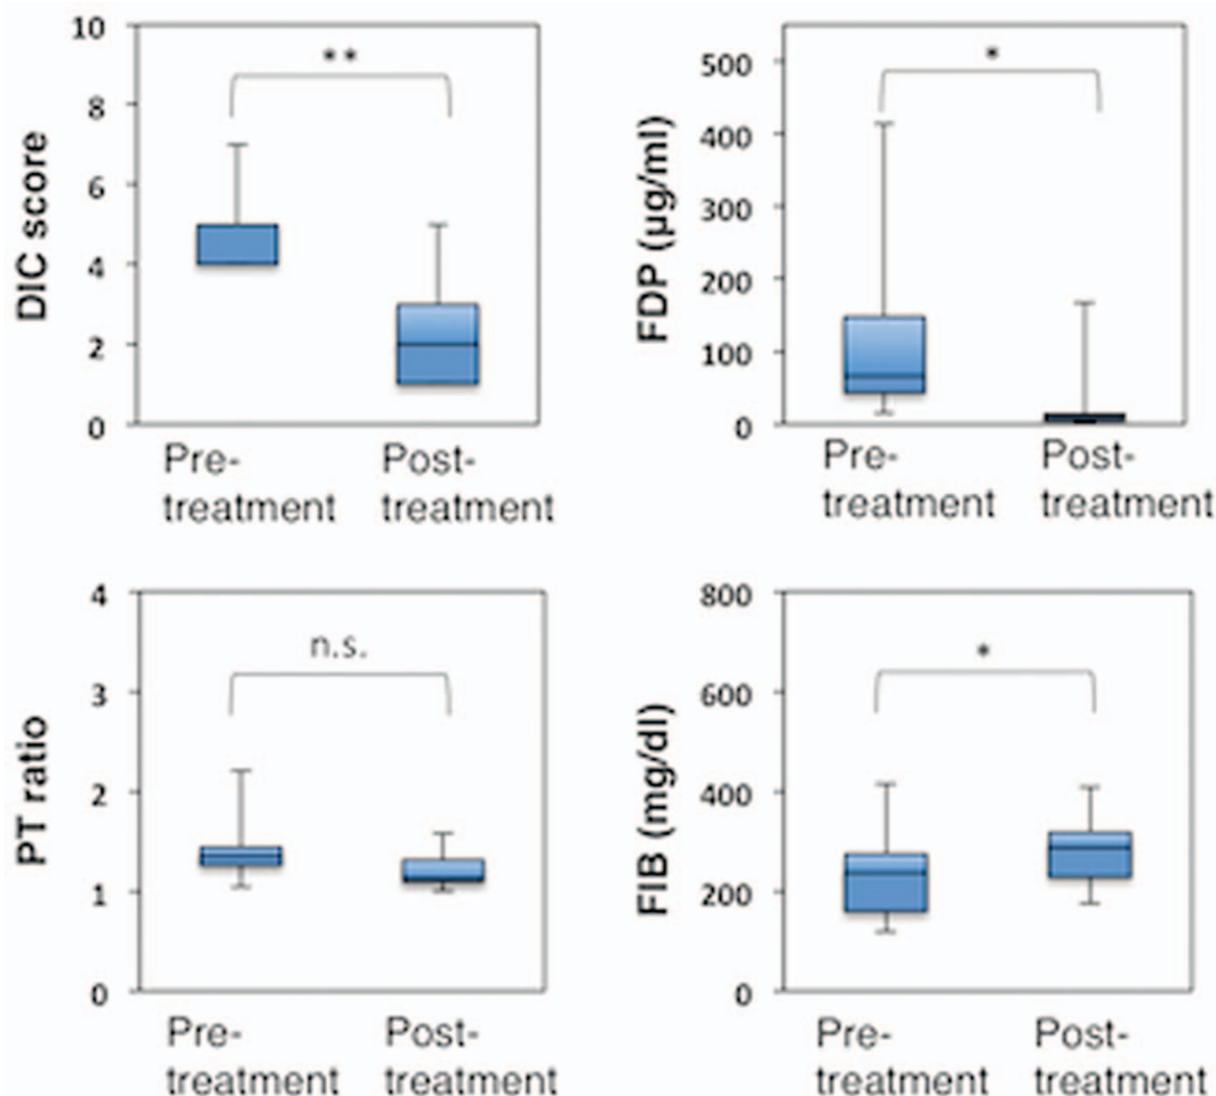 DIC score
10
8
6
4
2
0
**
Pre-
treatment
Post-
treatment
FDP (µg/ml)
500
400
300
200
100
0
*
Pre-
treatment
Post-
treatment
PT ratio
4
3
2
1
0
n.s.
Pre-
treatment
Post-
treatment
FIB (mg/dl)
800
600
400
200
0
*
Pre-
treatment
Post-
treatment